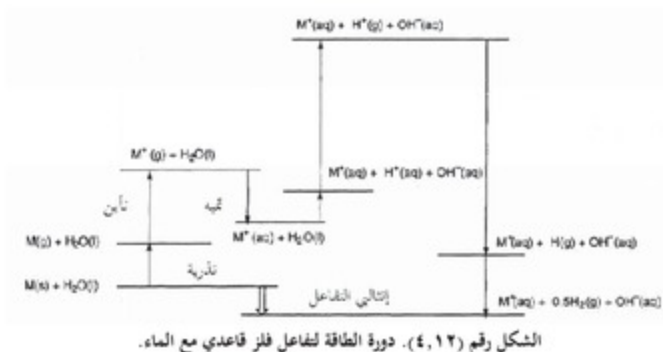 M⁺(aq) + H⁺(g) + OH⁻(aq)
M⁺ (g) + H₂O(l)
M⁺(aq) + H⁺(aq) + OH⁻(aq)
تأين
تميه
M⁺ (aq) + H₂O(l)
M(g) + H₂O(l)
M⁺(aq) + H(g) + OH⁻(aq)
تذرية
M(s) + H₂O(l)
إنثالبي التفاعل
M⁺(aq) + 0.5H₂(g) + OH⁻(aq)
الشكل رقم (٤,١٢). دورة الطاقة لتفاعل فلز قاعدي مع الماء.